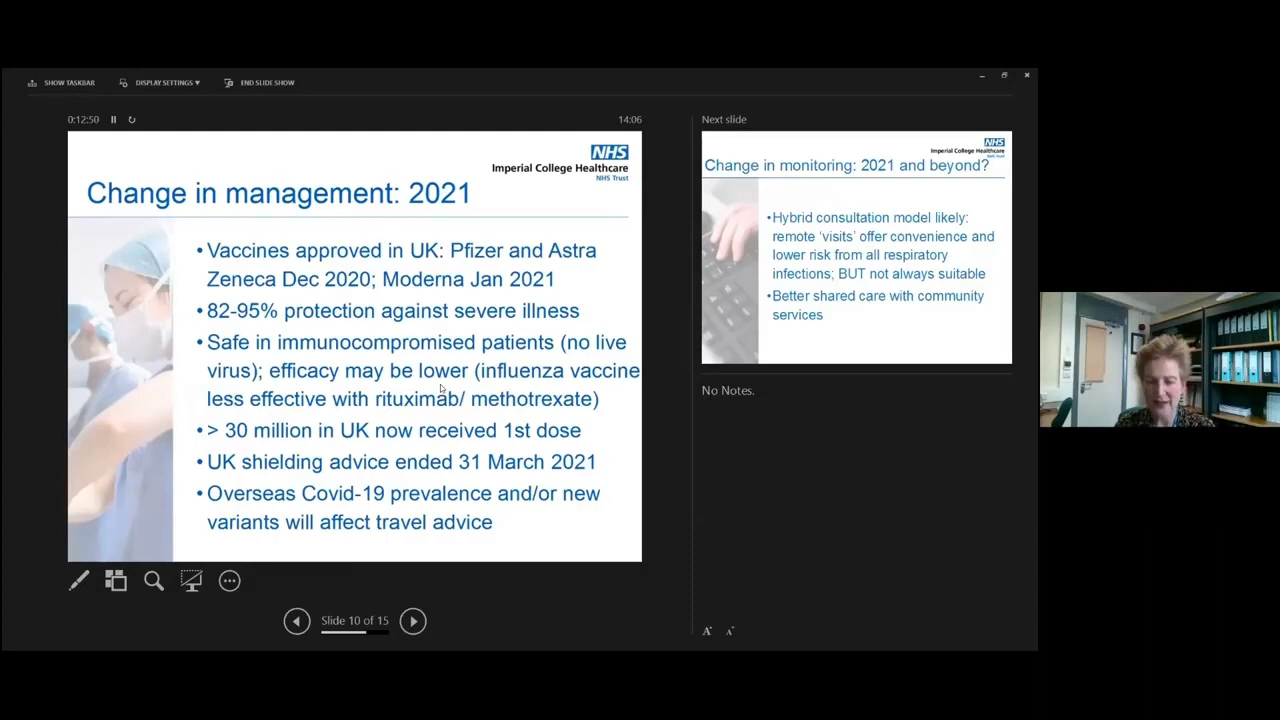 SHOW TASKBAR
DISPLAY SETTINGS ▼
END SLIDE SHOW
0:12:50
14:06
NHS
Imperial College Healthcare
NHS Trust
Change in management: 2021
•Vaccines approved in UK: Pfizer and Astra
Zeneca Dec 2020; Moderna Jan 2021
•82-95% protection against severe illness
•Safe in immunocompromised patients (no live
virus); efficacy may be lower (influenza vaccine
less effective with rituximab/ methotrexate)
•> 30 million in UK now received 1st dose
•UK shielding advice ended 31 March 2021
•Overseas Covid-19 prevalence and/or new
variants will affect travel advice
Slide 10 of 15
Next slide
NHS
Imperial College Healthcare
NHS Trust
Change in monitoring: 2021 and beyond?
•Hybrid consultation model likely:
remote ‘visits’ offer convenience and
lower risk from all respiratory
infections; BUT not always suitable
•Better shared care with community
services
No Notes.
A
A